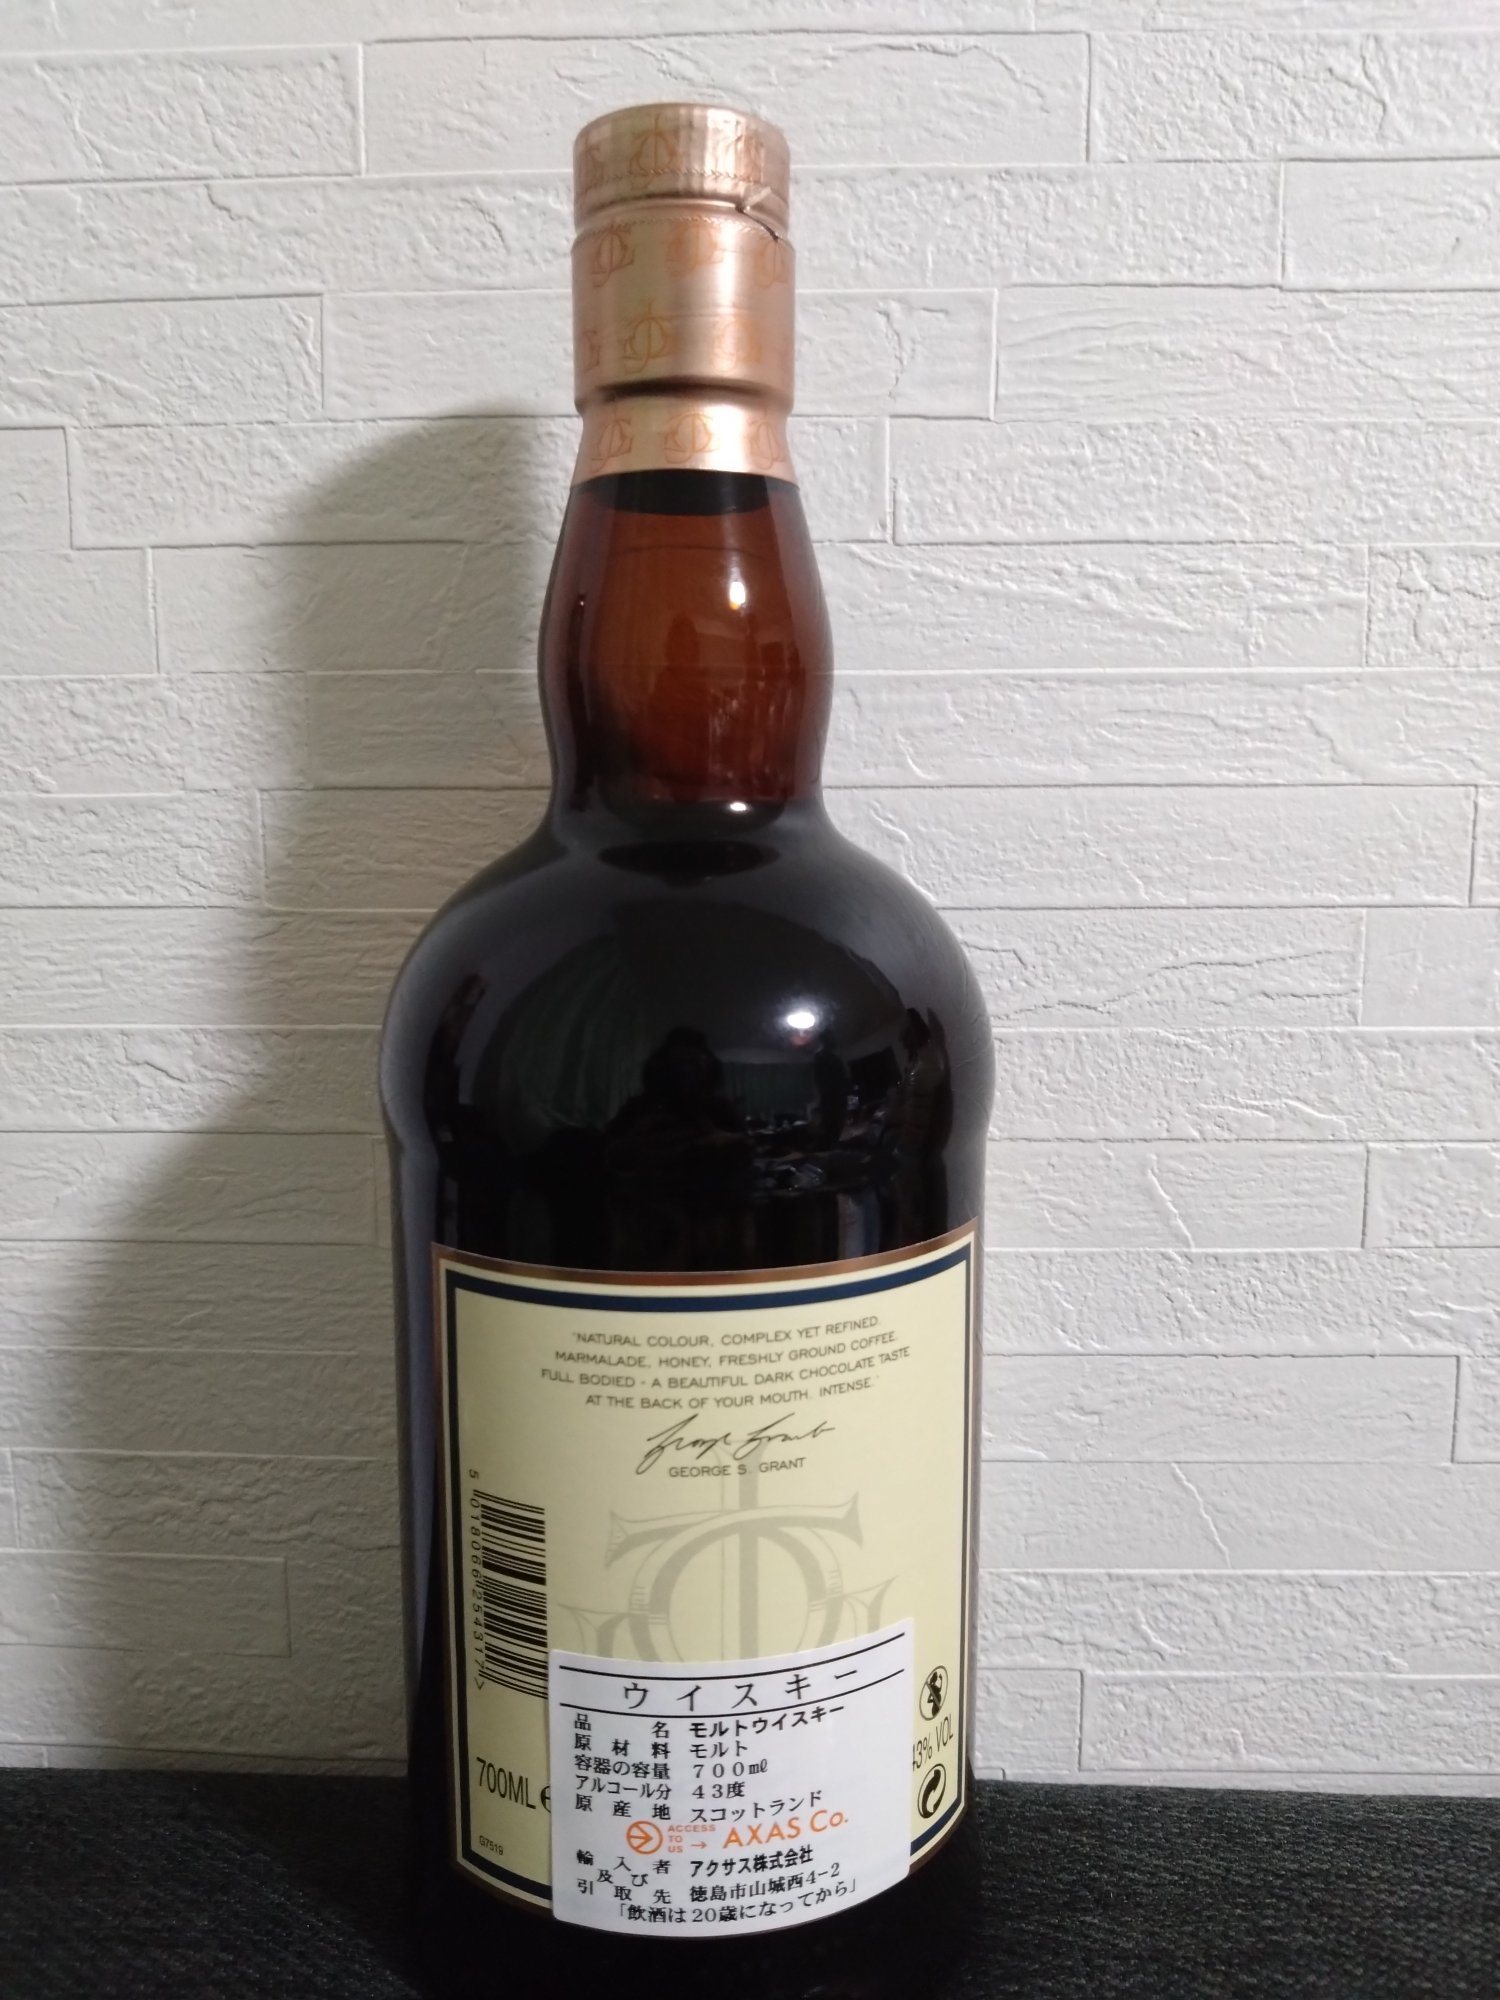 "NATURAL COLOUR, COMPLEX YET REFINED.
MARMALADE, HONEY, FRESHLY GROUND COFFEE.
FULL BODIED - A BEAUTIFUL DARK CHOCOLATE TASTE
AT THE BACK OF YOUR MOUTH. INTENSE."
George Grant
GEORGE S. GRANT
5 018066 254317 >
700ML e
G7519
43% VOL
ウイスキー
品名 モルトウイスキー
原材料 モルト
容器の容量 700㎖
アルコール分 43度
原産地 スコットランド
ACCESS TO US → AXAS Co.
輸入者 アクサス株式会社
及び
引取先 徳島市山城西4-2
「飲酒は20歳になってから」